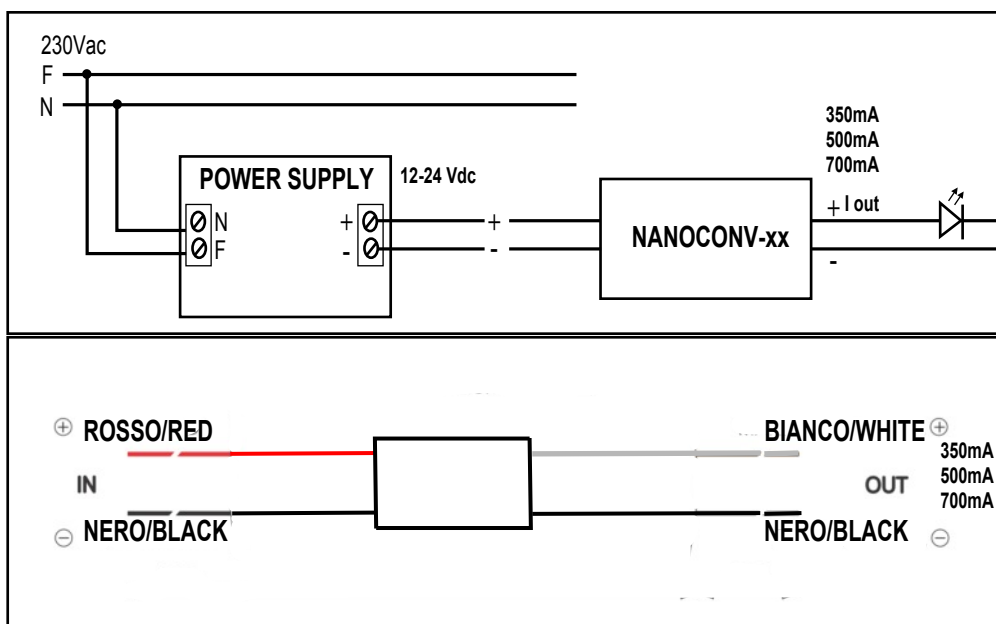 230Vac
F
N
350mA
500mA
700mA
POWER SUPPLY
12-24 Vdc
+ I out
N
+
+
NANOCONV-xx
F
-
-
-
+ ROSSO/RED
BIANCO/WHITE +
350mA
IN
OUT
500mA
700mA
- NERO/BLACK
NERO/BLACK -